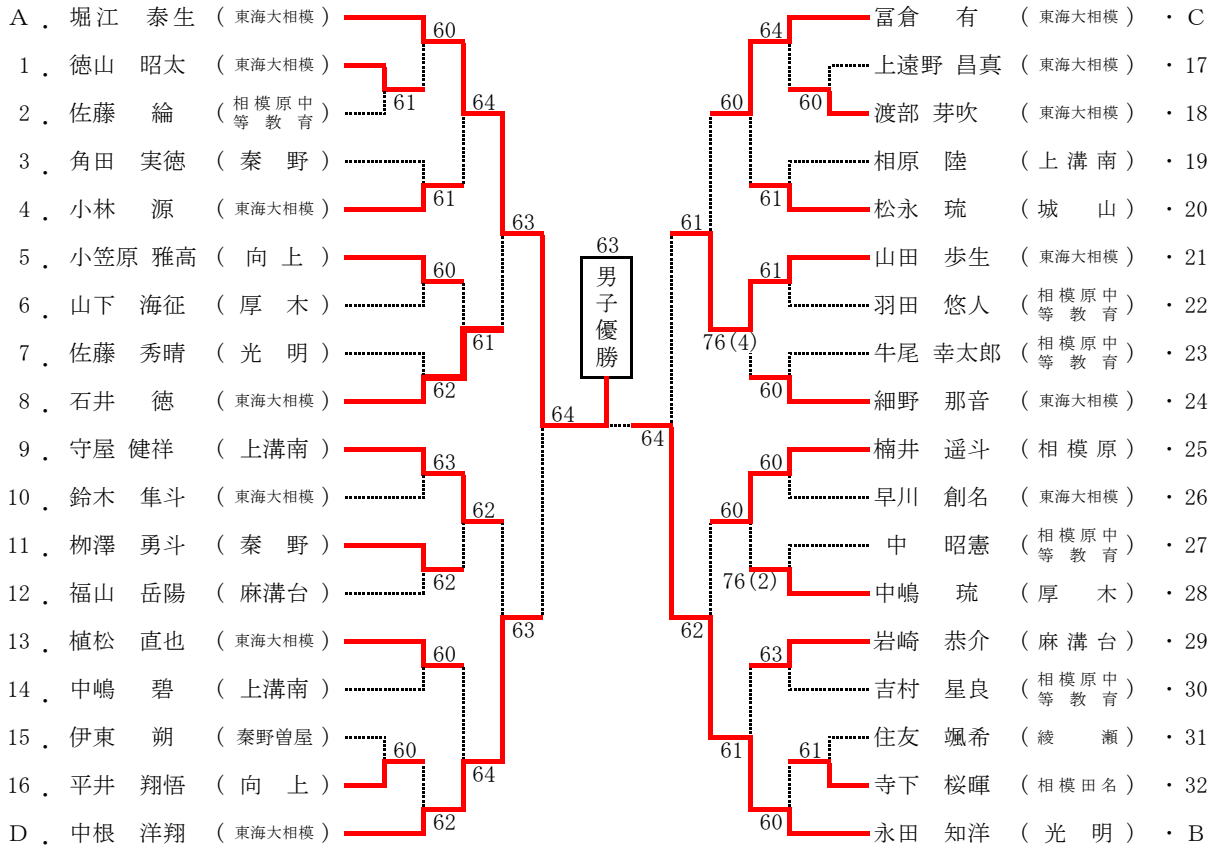 A . 堀江 泰生 ( 東海大相模 )
1 . 徳山 昭太 ( 東海大相模 )
2 . 佐藤 綸 ( 相模原中等教育 )
3 . 角田 実徳 ( 秦 野 )
4 . 小林 源 ( 東海大相模 )
5 . 小笠原 雅高 ( 向 上 )
6 . 山下 海征 ( 厚 木 )
7 . 佐藤 秀晴 ( 光 明 )
8 . 石井 徳 ( 東海大相模 )
9 . 守屋 健祥 ( 上溝南 )
10 . 鈴木 隼斗 ( 東海大相模 )
11 . 栁澤 勇斗 ( 秦 野 )
12 . 福山 岳陽 ( 麻溝台 )
13 . 植松 直也 ( 東海大相模 )
14 . 中嶋 碧 ( 上溝南 )
15 . 伊東 朔 ( 秦野曽屋 )
16 . 平井 翔悟 ( 向 上 )
D . 中根 洋翔 ( 東海大相模 )
60
61
64
61
63
60
61
62
64
63
62
62
63
60
60
64
62
63
男子優勝
64
60
60
61
61
61
76(4)
60
64
60
60
76(2)
62
63
61
61
60
冨倉 有 ( 東海大相模 ) ・ C
上遠野 昌真 ( 東海大相模 ) ・ 17
渡部 芽吹 ( 東海大相模 ) ・ 18
相原 陸 ( 上溝南 ) ・ 19
松永 琉 ( 城 山 ) ・ 20
山田 歩生 ( 東海大相模 ) ・ 21
羽田 悠人 ( 相模原中等教育 ) ・ 22
牛尾 幸太郎 ( 相模原中等教育 ) ・ 23
細野 那音 ( 東海大相模 ) ・ 24
楠井 遥斗 ( 相模原 ) ・ 25
早川 創名 ( 東海大相模 ) ・ 26
中 昭憲 ( 相模原中等教育 ) ・ 27
中嶋 琉 ( 厚 木 ) ・ 28
岩崎 恭介 ( 麻溝台 ) ・ 29
吉村 星良 ( 相模原中等教育 ) ・ 30
住友 颯希 ( 綾 瀬 ) ・ 31
寺下 桜暉 ( 相模田名 ) ・ 32
永田 知洋 ( 光 明 ) ・ B